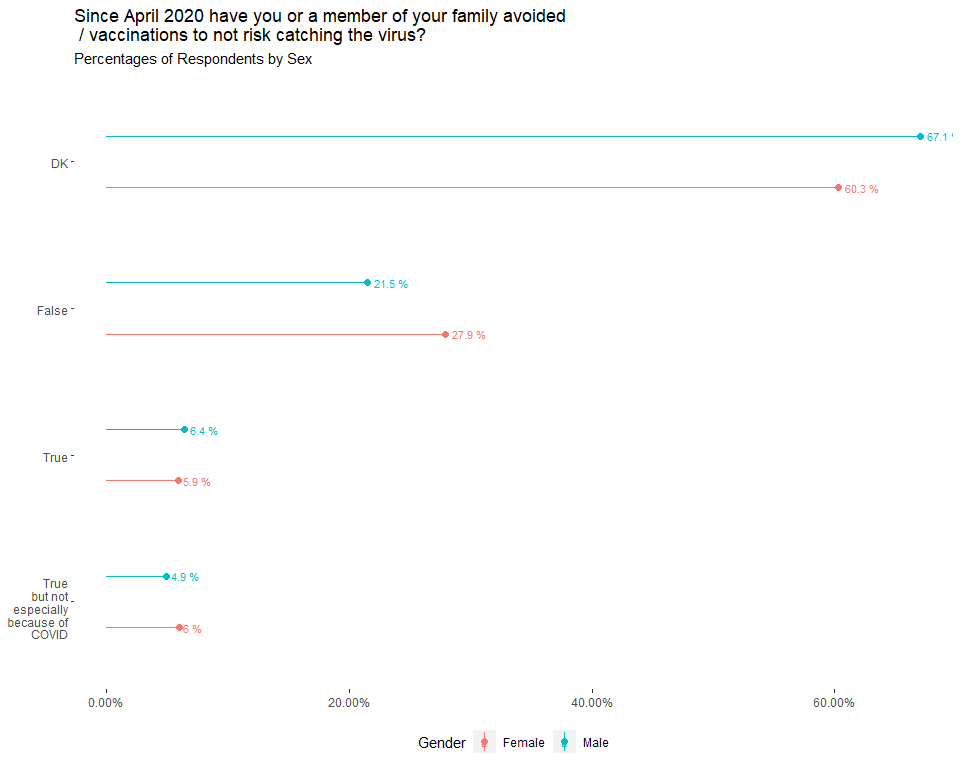 Since April 2020 have you or a member of your family avoided
/ vaccinations to not risk catching the virus?
Percentages of Respondents by Sex
67.1
DK
60.3 %
21.5 %
False
27.9 %
6.4 %
True
5.9 %
4.9 %
True
but not
especially
because of
COVID
6 %
0.00% 20.00% 40.00% 60.00%
Gender Female Male